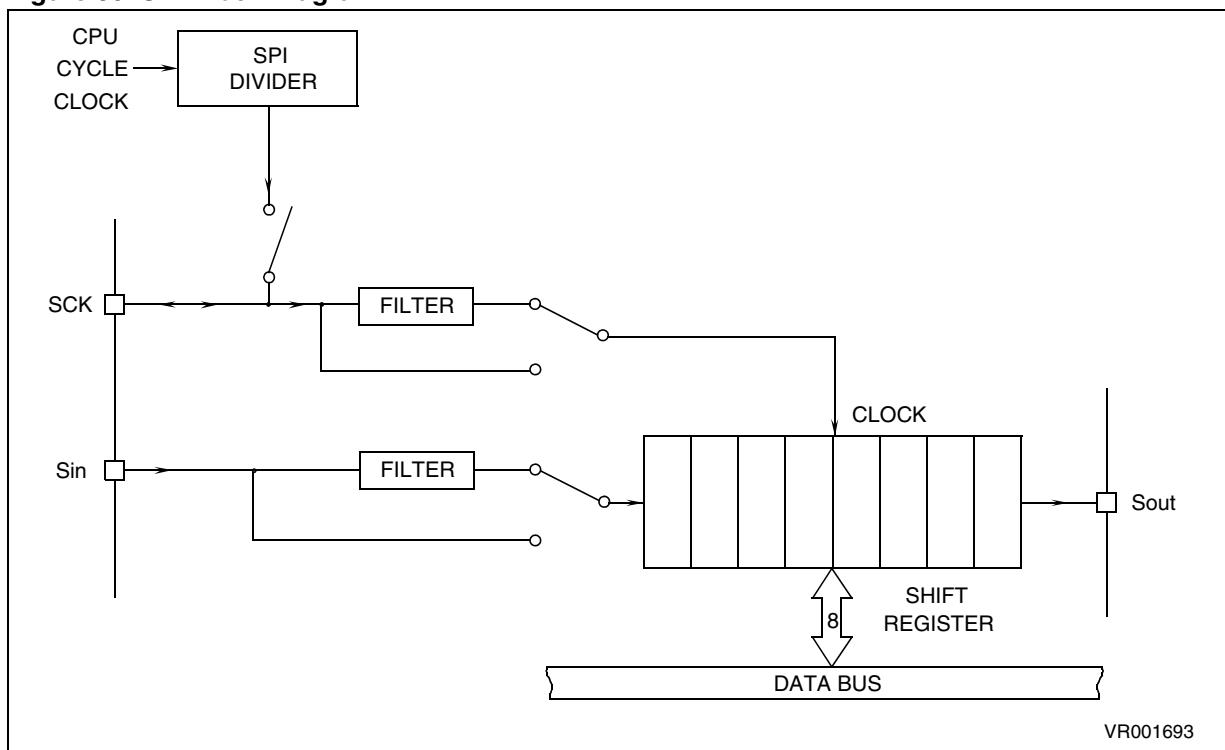 CPU
CYCLE
CLOCK
SPI
DIVIDER
SCK
FILTER
CLOCK
Sin
FILTER
Sout
8
SHIFT
REGISTER
DATA BUS
VR001693